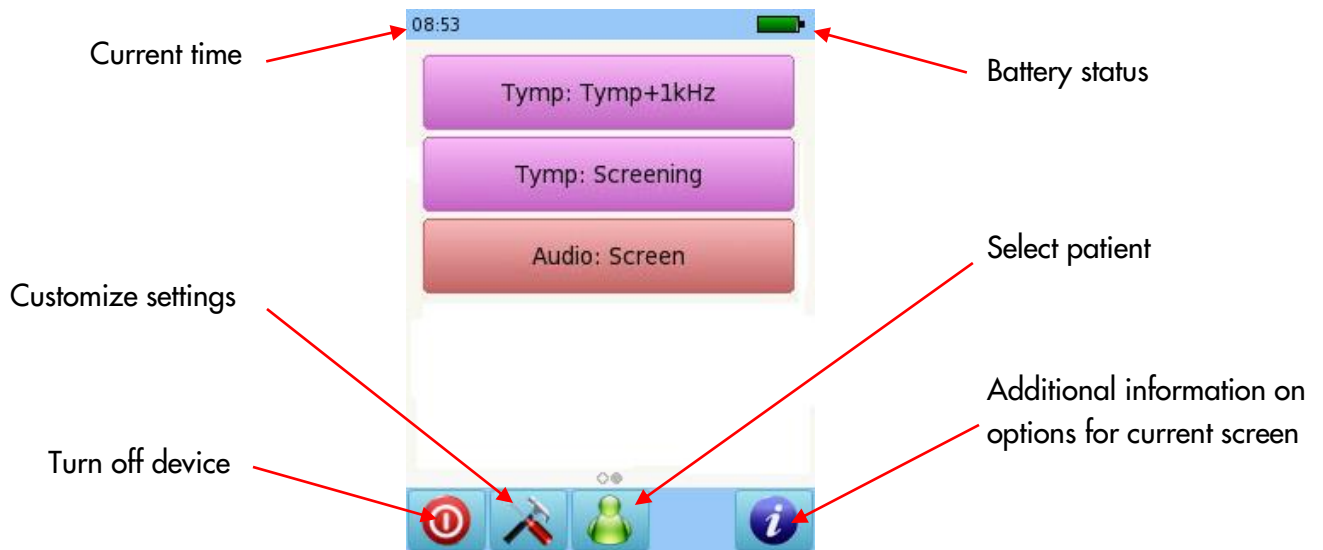 08:53
Current time
Battery status
Tymp: Tymp+1kHz
Tymp: Screening
Audio: Screen
Select patient
Customize settings
Additional information on
options for current screen
Turn off device
i